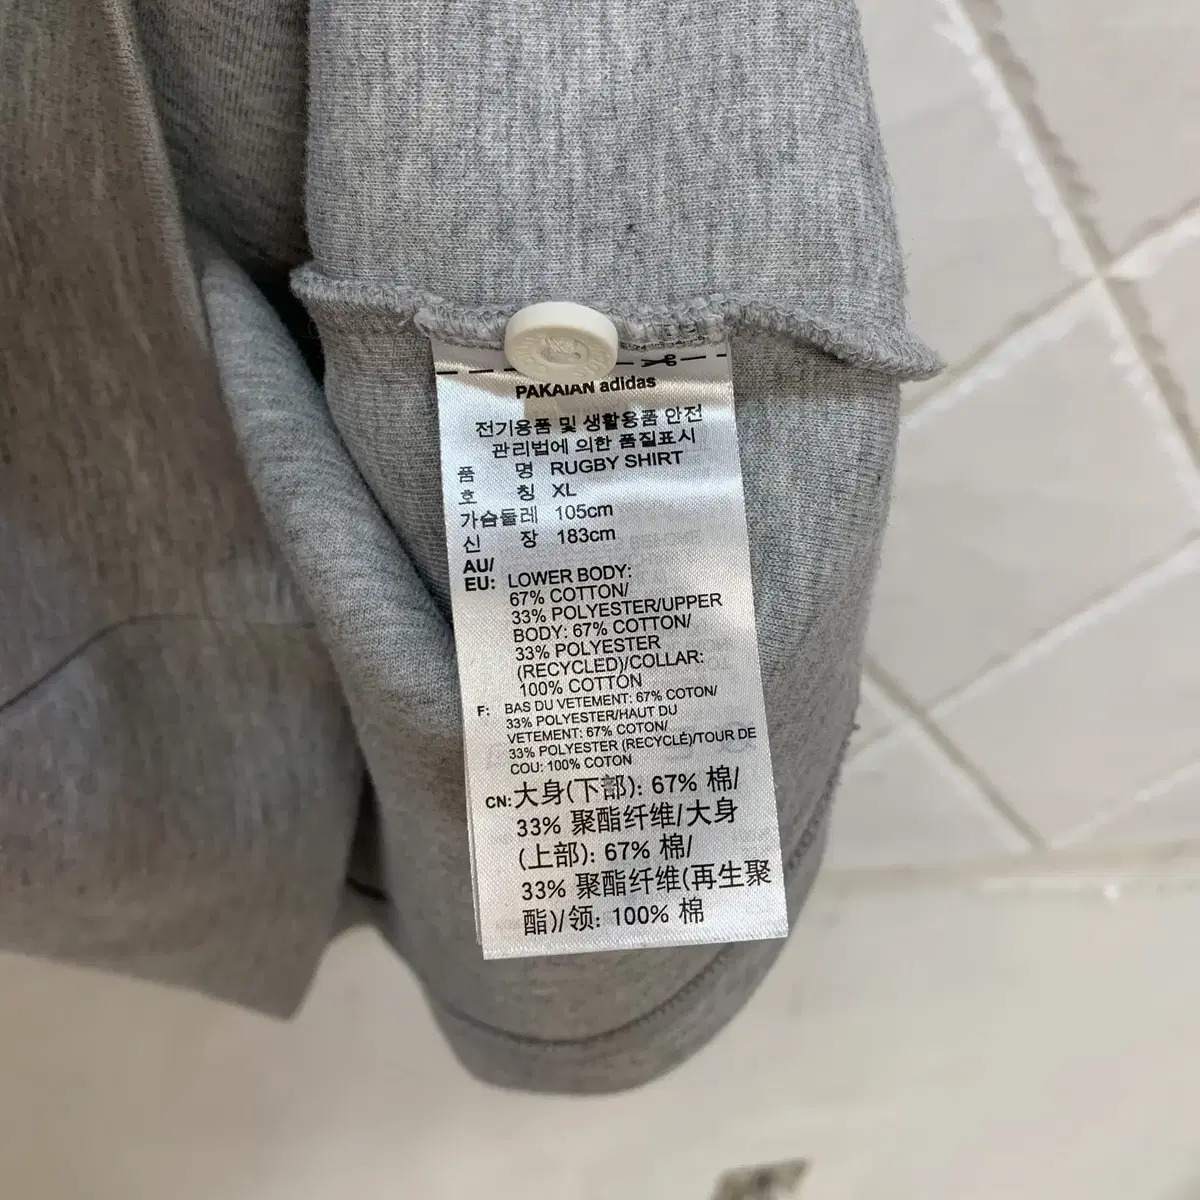 PAKAIAN adidas
전기용품 및 생활용품 안전
관리법에 의한 품질표시
품 명 RUGBY SHIRT
호 칭 XL
가슴둘레 105cm
신 장 183cm
AU/
EU: LOWER BODY:
67% COTTON/
33% POLYESTER/UPPER
BODY: 67% COTTON/
33% POLYESTER
(RECYCLED)/COLLAR:
100% COTTON
F: BAS DU VETEMENT: 67% COTON/
33% POLYESTER/HAUT DU
VETEMENT: 67% COTON/
33% POLYESTER (RECYCLÉ)/TOUR DE
COU: 100% COTON
CN: 大身(下部): 67% 棉/
33% 聚酯纤维/大身
(上部): 67% 棉/
33% 聚酯纤维(再生聚
酯)/领: 100% 棉